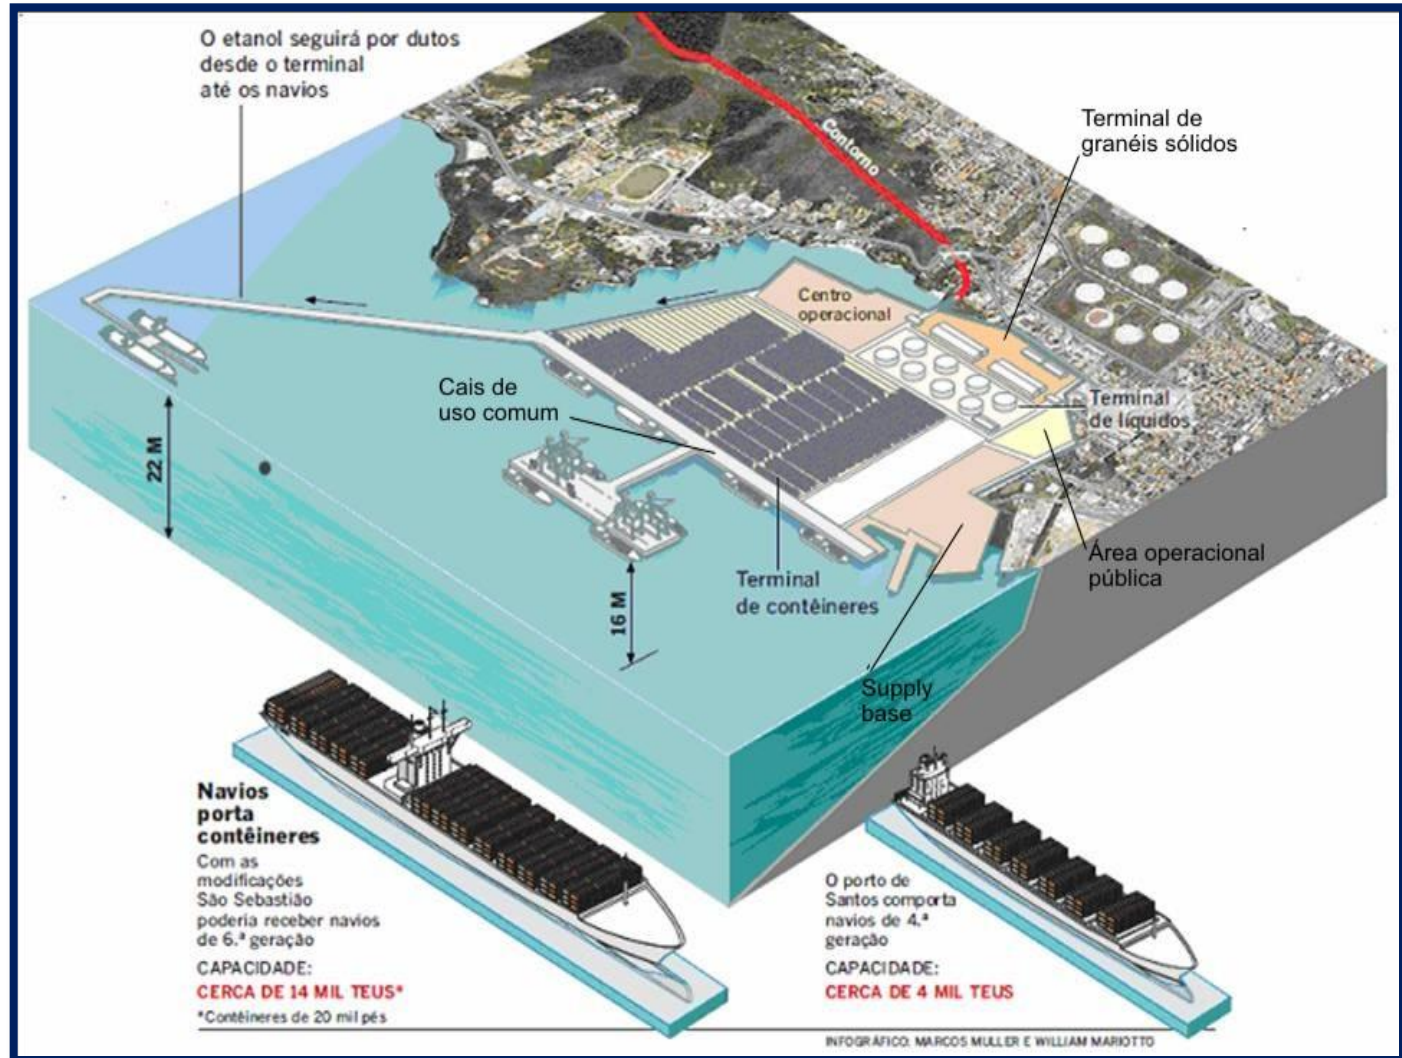 O etanol seguirá por dutos
desde o terminal
até os navios
Contorno
Terminal de
granéis sólidos
Centro
operacional
Cais de
uso comum
Terminal
de líquidos
22 M
16 M
Terminal
de contêineres
Área operacional
pública
Supply
base
Navios
porta
contêineres
Com as
modificações
São Sebastião
poderia receber navios
de 6.ª geração
CAPACIDADE:
CERCA DE 14 MIL TEUS*
*Contêineres de 20 mil pés
O porto de
Santos comporta
navios de 4.ª
geração
CAPACIDADE:
CERCA DE 4 MIL TEUS
INFOGRÁFICO: MARCOS MULLER E WILLIAM MARIOTTO